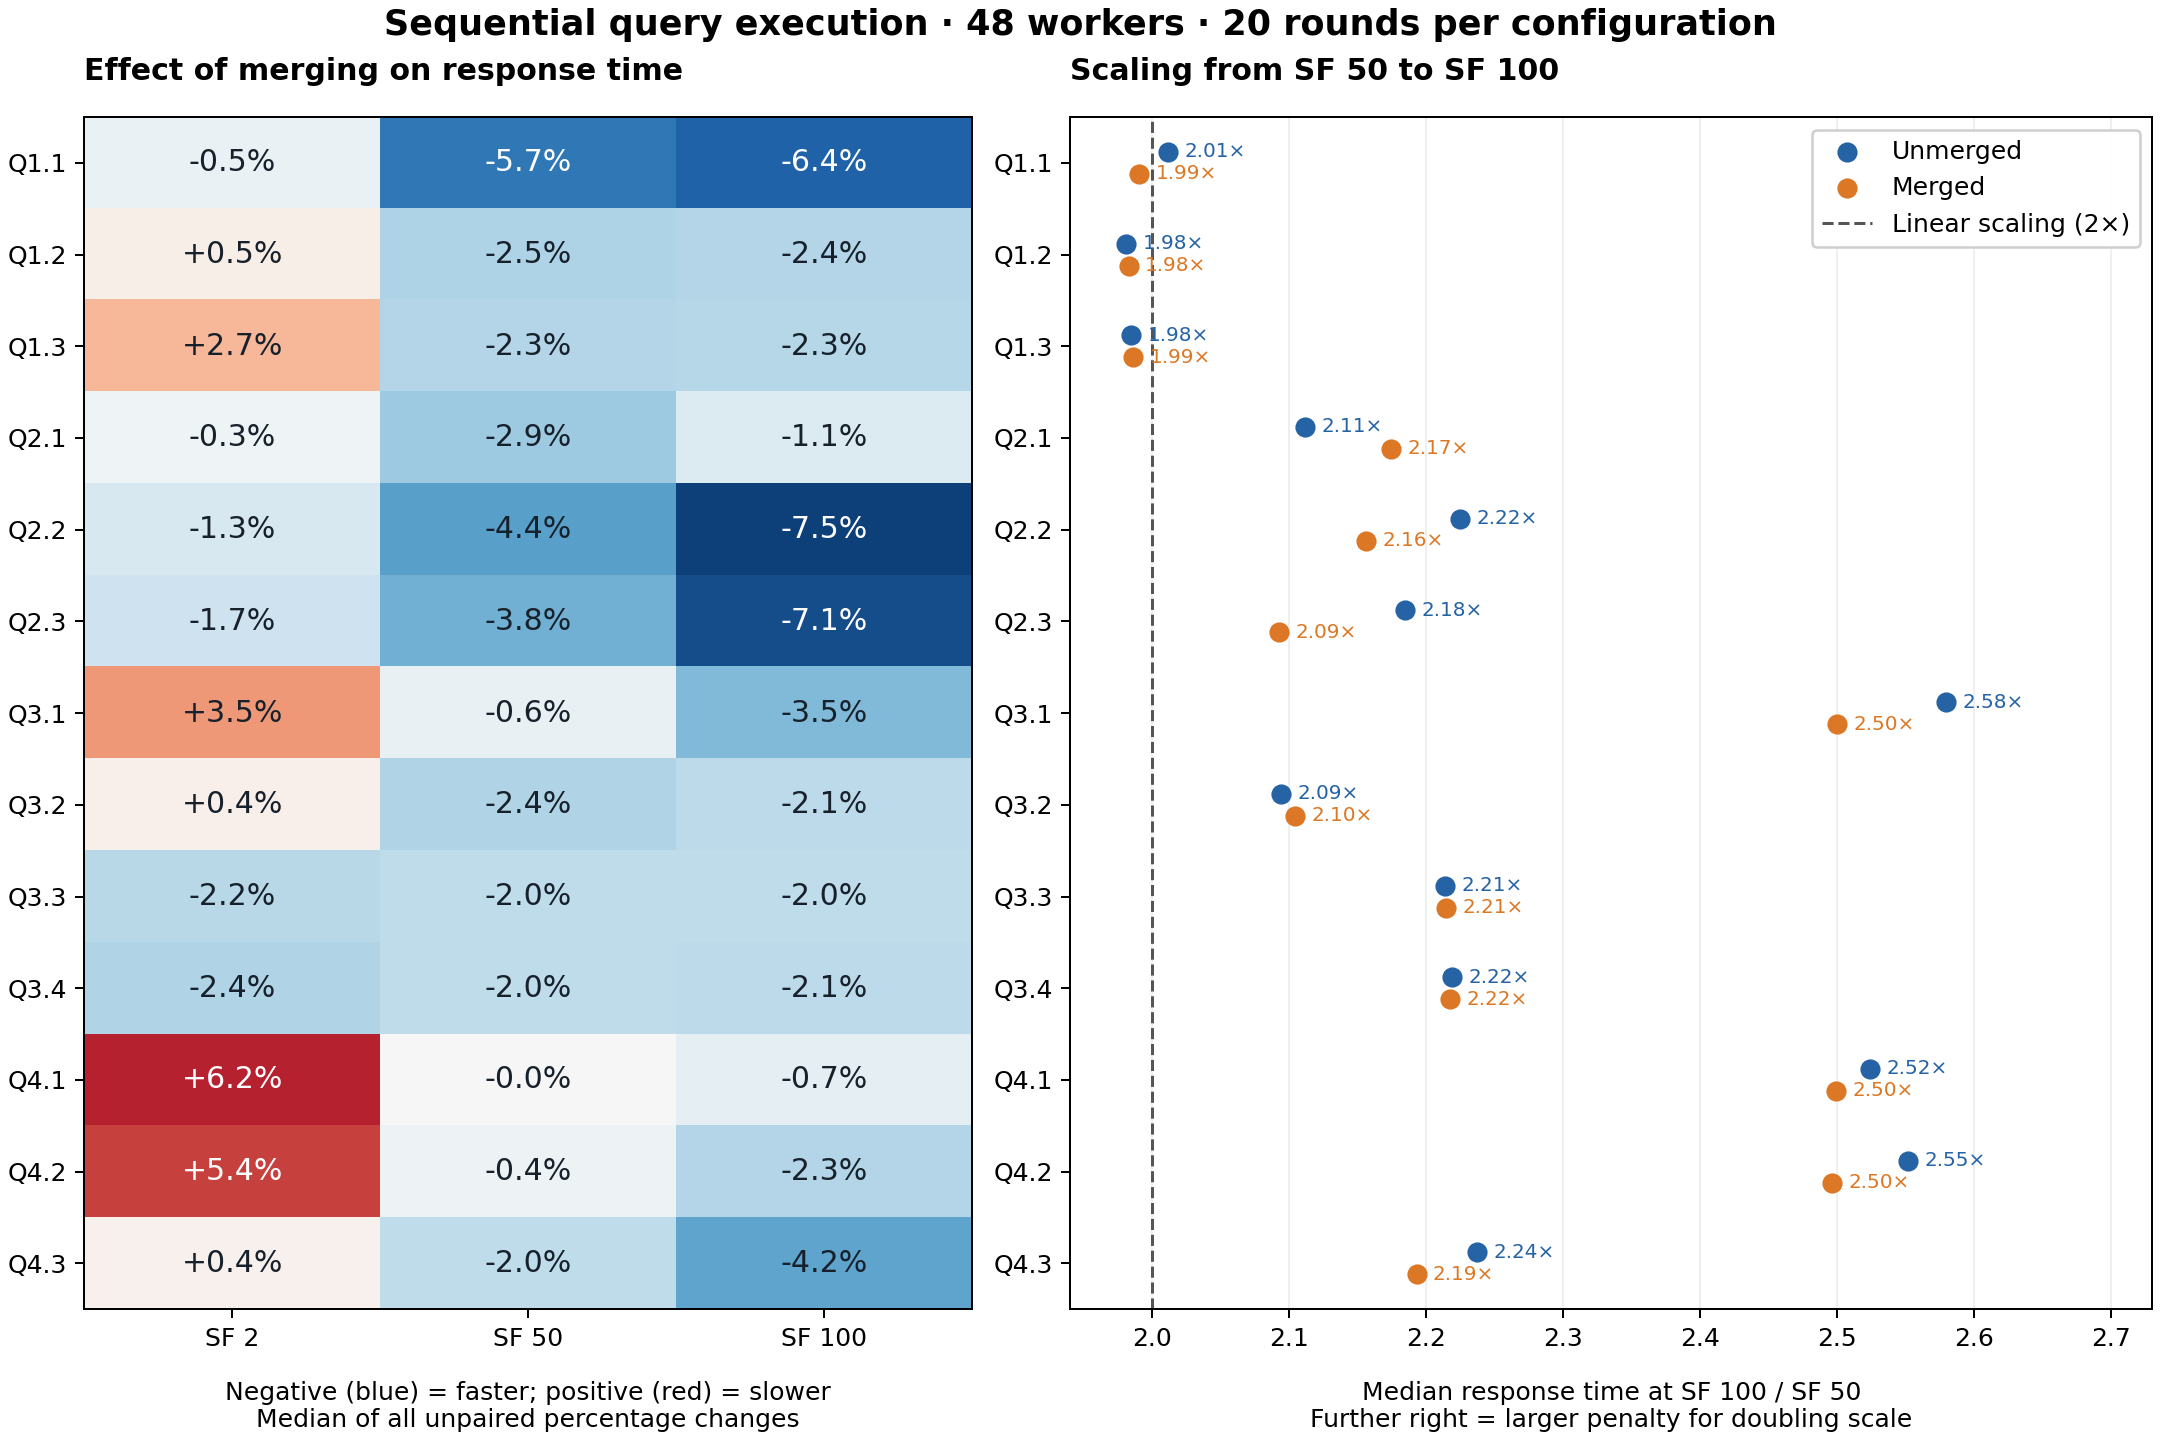 Sequential query execution · 48 workers · 20 rounds per configuration
Effect of merging on response time
Q1.1 -0.5% -5.7% -6.4%
Q1.2 +0.5% -2.5% -2.4%
Q1.3 +2.7% -2.3% -2.3%
Q2.1 -0.3% -2.9% -1.1%
Q2.2 -1.3% -4.4% -7.5%
Q2.3 -1.7% -3.8% -7.1%
Q3.1 +3.5% -0.6% -3.5%
Q3.2 +0.4% -2.4% -2.1%
Q3.3 -2.2% -2.0% -2.0%
Q3.4 -2.4% -2.0% -2.1%
Q4.1 +6.2% -0.0% -0.7%
Q4.2 +5.4% -0.4% -2.3%
Q4.3 +0.4% -2.0% -4.2%
SF 2 SF 50 SF 100
Negative (blue) = faster; positive (red) = slower
Median of all unpaired percentage changes
Scaling from SF 50 to SF 100
Unmerged
Merged
Linear scaling (2×)
Q1.1 2.01×
1.99×
Q1.2 1.98×
1.98×
Q1.3 1.98×
1.99×
Q2.1 2.11×
2.17×
Q2.2 2.22×
2.16×
Q2.3 2.18×
2.09×
Q3.1 2.58×
2.50×
Q3.2 2.09×
2.10×
Q3.3 2.21×
2.21×
Q3.4 2.22×
2.22×
Q4.1 2.52×
2.50×
Q4.2 2.55×
2.50×
Q4.3 2.24×
2.19×
2.0 2.1 2.2 2.3 2.4 2.5 2.6 2.7
Median response time at SF 100 / SF 50
Further right = larger penalty for doubling scale